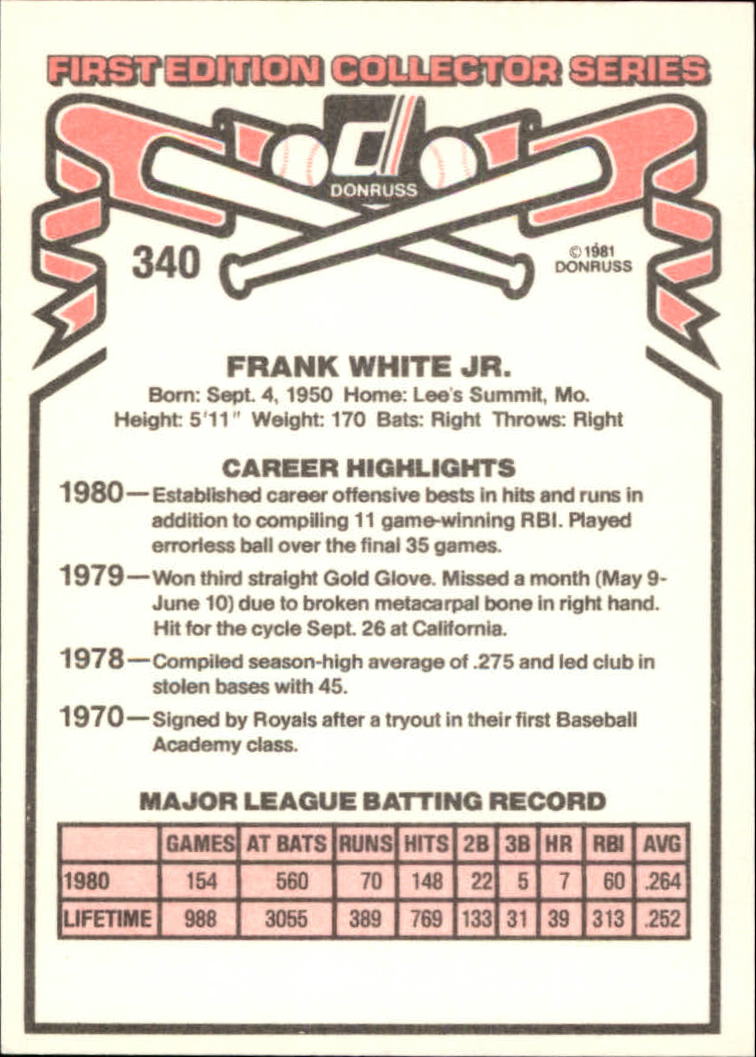 FIRST EDITION COLLECTOR SERIES
d
DONRUSS
340
© 1981
DONRUSS
FRANK WHITE JR.
Born: Sept. 4, 1950 Home: Lee's Summit, Mo.
Height: 5'11" Weight: 170 Bats: Right Throws: Right
CAREER HIGHLIGHTS
1980—Established career offensive bests in hits and runs in
addition to compiling 11 game-winning RBI. Played
errorless ball over the final 35 games.
1979—Won third straight Gold Glove. Missed a month (May 9-
June 10) due to broken metacarpal bone in right hand.
Hit for the cycle Sept. 26 at California.
1978—Compiled season-high average of .275 and led club in
stolen bases with 45.
1970—Signed by Royals after a tryout in their first Baseball
Academy class.
MAJOR LEAGUE BATTING RECORD
GAMES AT BATS RUNS HITS 2B 3B HR RBI AVG
1980 154 560 70 148 22 5 7 60 .264
LIFETIME 988 3055 389 769 133 31 39 313 .252